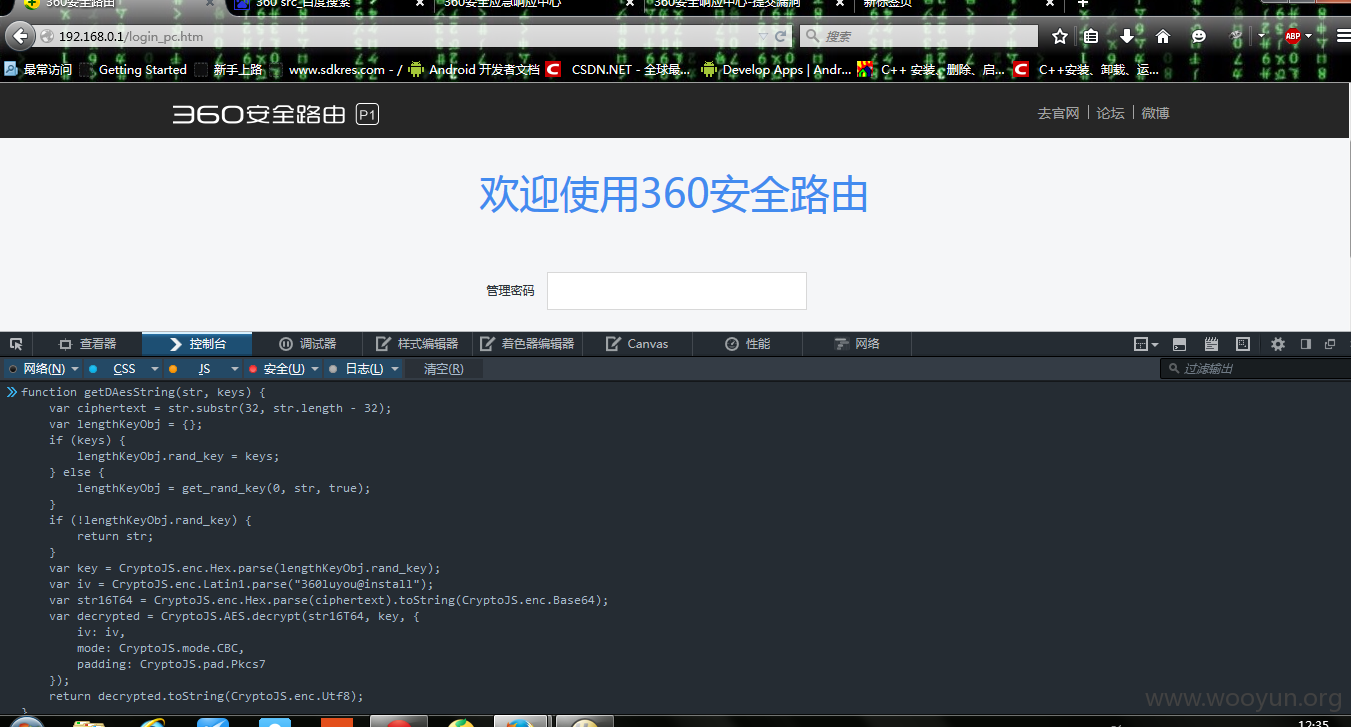 360安全路由 360 src_百度搜索 360安全应急响应中心 360安全响应中心-提交漏洞 新标签页
192.168.0.1/login_pc.htm 搜索 ABP
最常访问 Getting Started 新手上路 www.sdkres.com - / Android 开发者文档 CSDN.NET - 全球最... Develop Apps | Andr... C++ 安装、删除、启... C++安装、卸载、运...
360安全路由 P1 去官网 论坛 微博
欢迎使用360安全路由
管理密码
查看器 控制台 调试器 样式编辑器 着色器编辑器 Canvas 性能 网络
网络(N) CSS JS 安全(U) 日志(L) 清空(R) 过滤输出
function getDAesString(str, keys) {
var ciphertext = str.substr(32, str.length - 32);
var lengthKeyObj = {};
if (keys) {
lengthKeyObj.rand_key = keys;
} else {
lengthKeyObj = get_rand_key(0, str, true);
}
if (!lengthKeyObj.rand_key) {
return str;
}
var key = CryptoJS.enc.Hex.parse(lengthKeyObj.rand_key);
var iv = CryptoJS.enc.Latin1.parse("360luyou@install");
var str16T64 = CryptoJS.enc.Hex.parse(ciphertext).toString(CryptoJS.enc.Base64);
var decrypted = CryptoJS.AES.decrypt(str16T64, key, {
iv: iv,
mode: CryptoJS.mode.CBC,
padding: CryptoJS.pad.Pkcs7
});
return decrypted.toString(CryptoJS.enc.Utf8);
}
www.wooyun.org
12:35